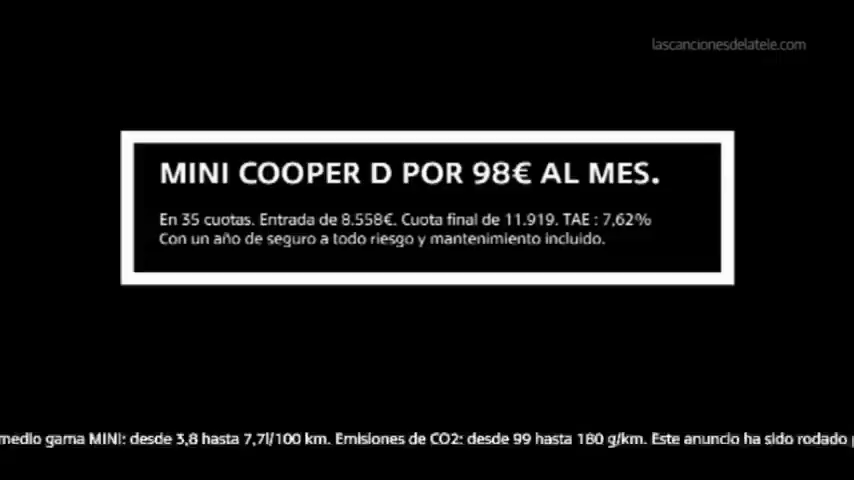 lascancionesdelatele.com
MINI COOPER D POR 98€ AL MES.
En 35 cuotas. Entrada de 8.558€. Cuota final de 11.919. TAE : 7,62%
Con un año de seguro a todo riesgo y mantenimiento incluido.
medio gama MINI: desde 3,8 hasta 7,7l/100 km. Emisiones de CO2: desde 99 hasta 180 g/km. Este anuncio ha sido rodado